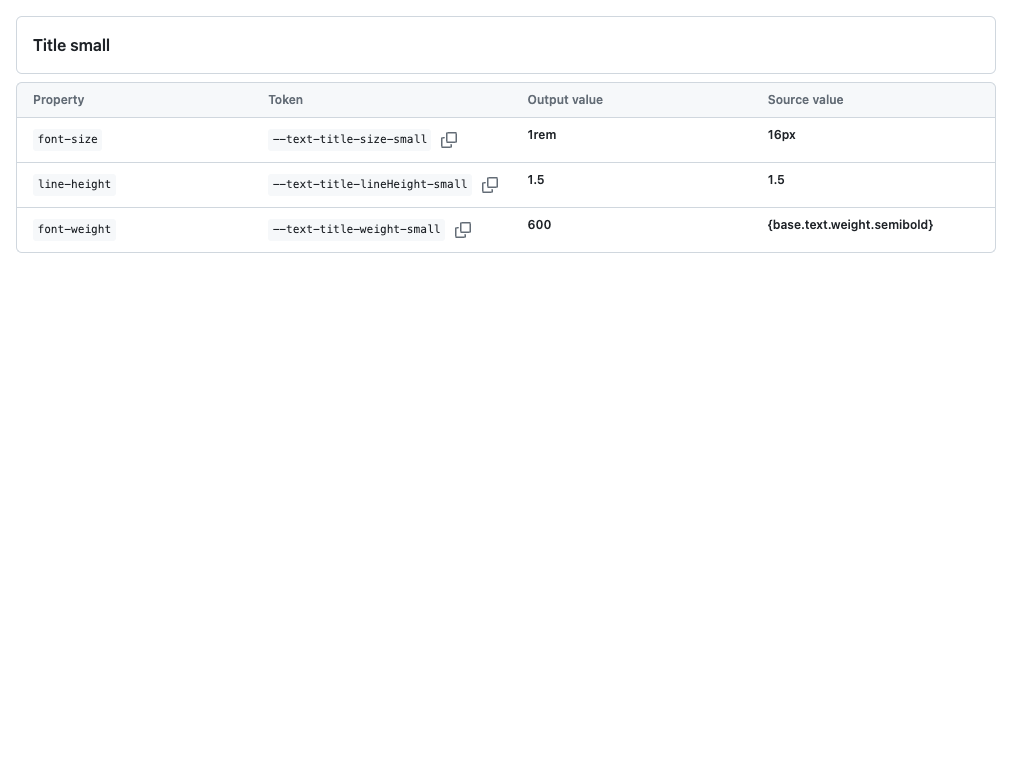 Title small
Property Token Output value Source value
font-size --text-title-size-small 1rem 16px
line-height --text-title-lineHeight-small 1.5 1.5
font-weight --text-title-weight-small 600 {base.text.weight.semibold}